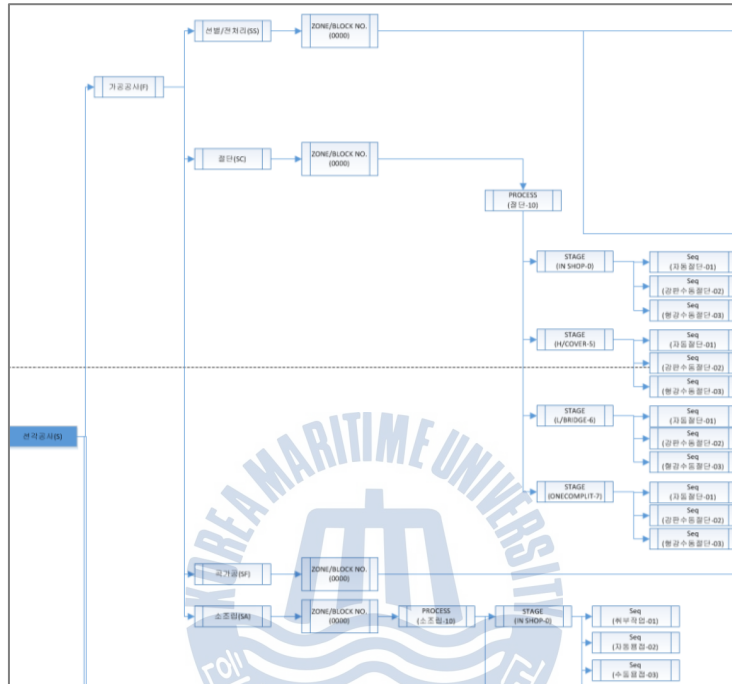 선별/전처리(SS)
ZONE/BLOCK NO.
(0000)
가공공사(F)
절단(SC)
ZONE/BLOCK NO.
(0000)
PROCESS
(절단-10)
STAGE
(IN SHOP-0)
Seq
(자동절단-01)
Seq
(강판수동절단-02)
Seq
(형강수동절단-03)
STAGE
(H/COVER-5)
Seq
(자동절단-01)
Seq
(강판수동절단-02)
Seq
(형강수동절단-03)
선각공사(S)
STAGE
(L/BRIDGE-6)
Seq
(자동절단-01)
Seq
(강판수동절단-02)
Seq
(형강수동절단-03)
STAGE
(ONECOMPLIT-7)
Seq
(자동절단-01)
Seq
(강판수동절단-02)
Seq
(형강수동절단-03)
곡가공(SF)
ZONE/BLOCK NO.
(0000)
소조립(SA)
ZONE/BLOCK NO.
(0000)
PROCESS
(소조립-10)
STAGE
(IN SHOP-0)
Seq
(취부작업-01)
Seq
(자동용접-02)
Seq
(수동용접-03)
KOREA MARITIME UNIVERSITY